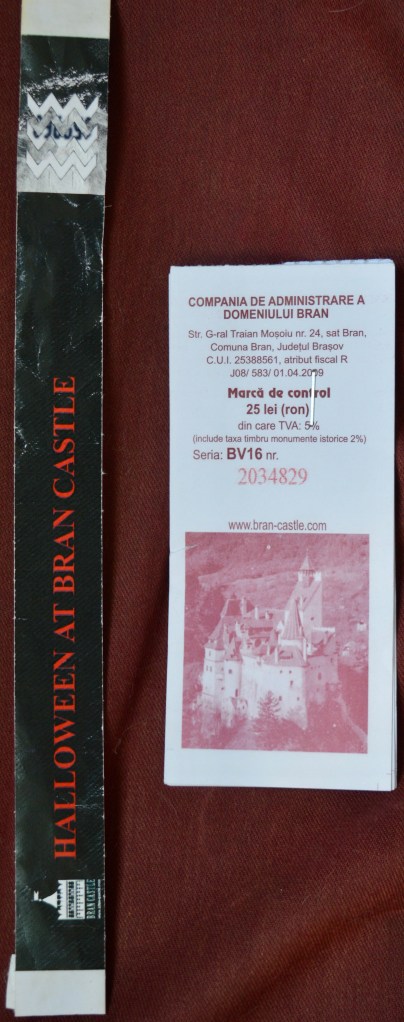 HALLOWEEN AT BRAN CASTLE
BRAN CASTLE
COMPANIA DE ADMINISTRARE A
DOMENIULUI BRAN
Str. G-ral Traian Moșoiu nr. 24, sat Bran,
Comuna Bran, Județul Brașov
C.U.I. 25388561, atribut fiscal R
J08/ 583/ 01.04.2009
Marcă de control
25 lei (ron)
din care TVA: 5%
(include taxa timbru monumente istorice 2%)
Seria: BV16 nr.
2034829
www.bran-castle.com